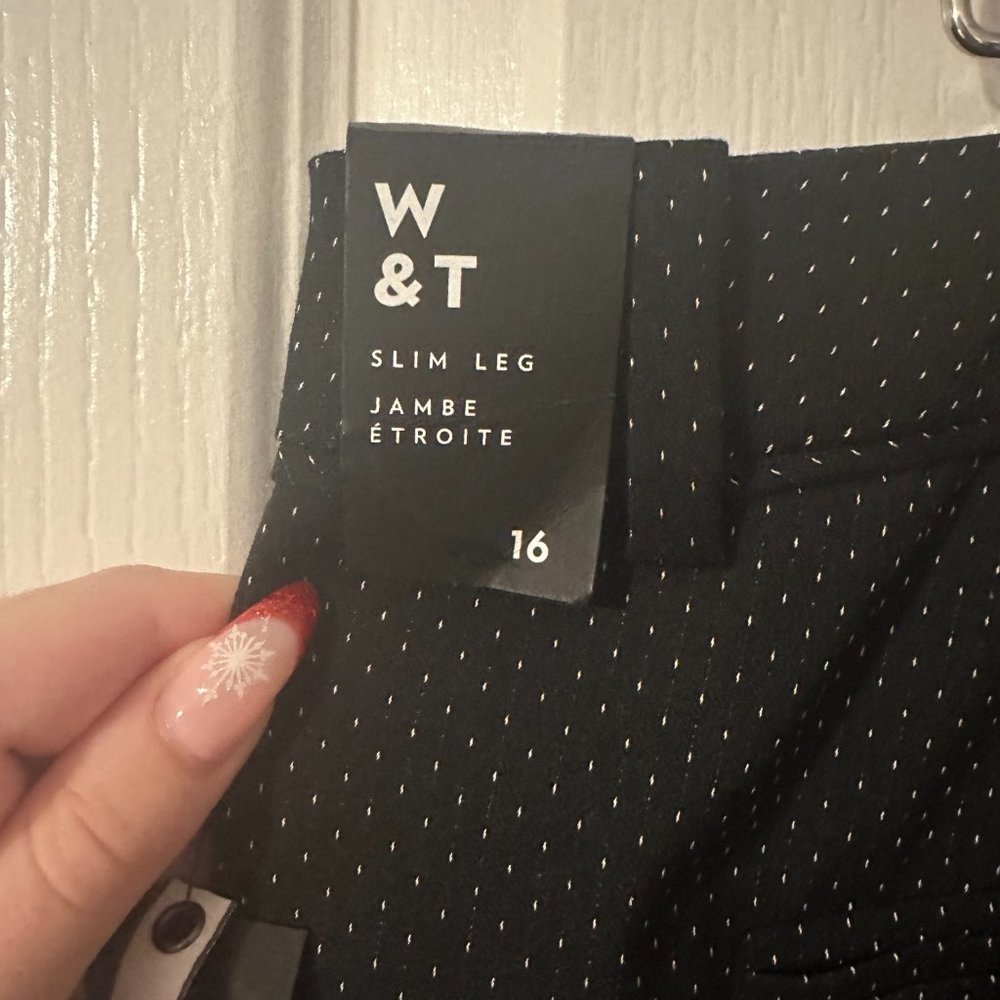 W
&T
SLIM LEG
JAMBE
ÉTROITE
16